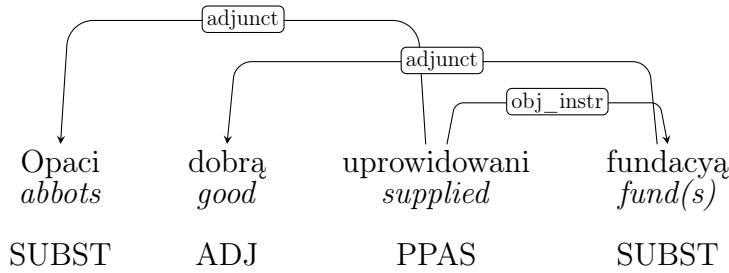 adjunct
adjunct
obj_instr
Opaci dobrą uprowidowani fundacyą
abbots good supplied fund(s)
SUBST ADJ PPAS SUBST